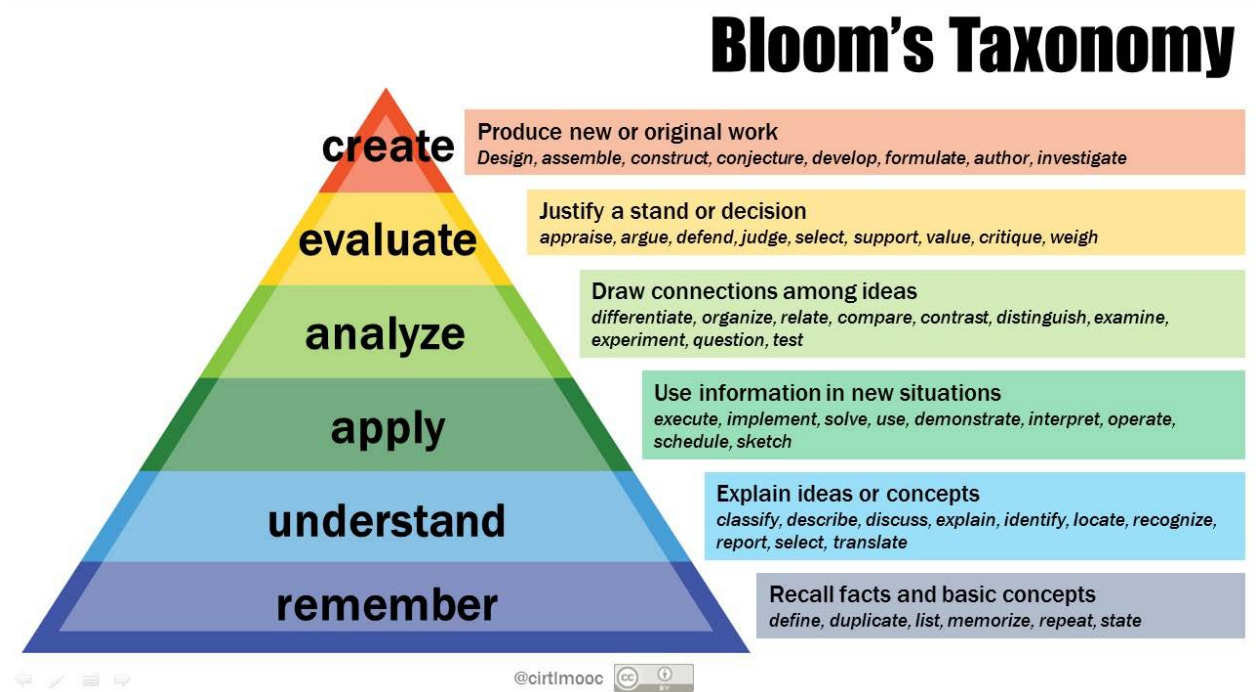 Bloom's Taxonomy
create
Produce new or original work
Design, assemble, construct, conjecture, develop, formulate, author, investigate
evaluate
Justify a stand or decision
appraise, argue, defend, judge, select, support, value, critique, weigh
analyze
Draw connections among ideas
differentiate, organize, relate, compare, contrast, distinguish, examine,
experiment, question, test
apply
Use information in new situations
execute, implement, solve, use, demonstrate, interpret, operate,
schedule, sketch
understand
Explain ideas or concepts
classify, describe, discuss, explain, identify, locate, recognize,
report, select, translate
remember
Recall facts and basic concepts
define, duplicate, list, memorize, repeat, state
@cirtlmooc
cc
BY